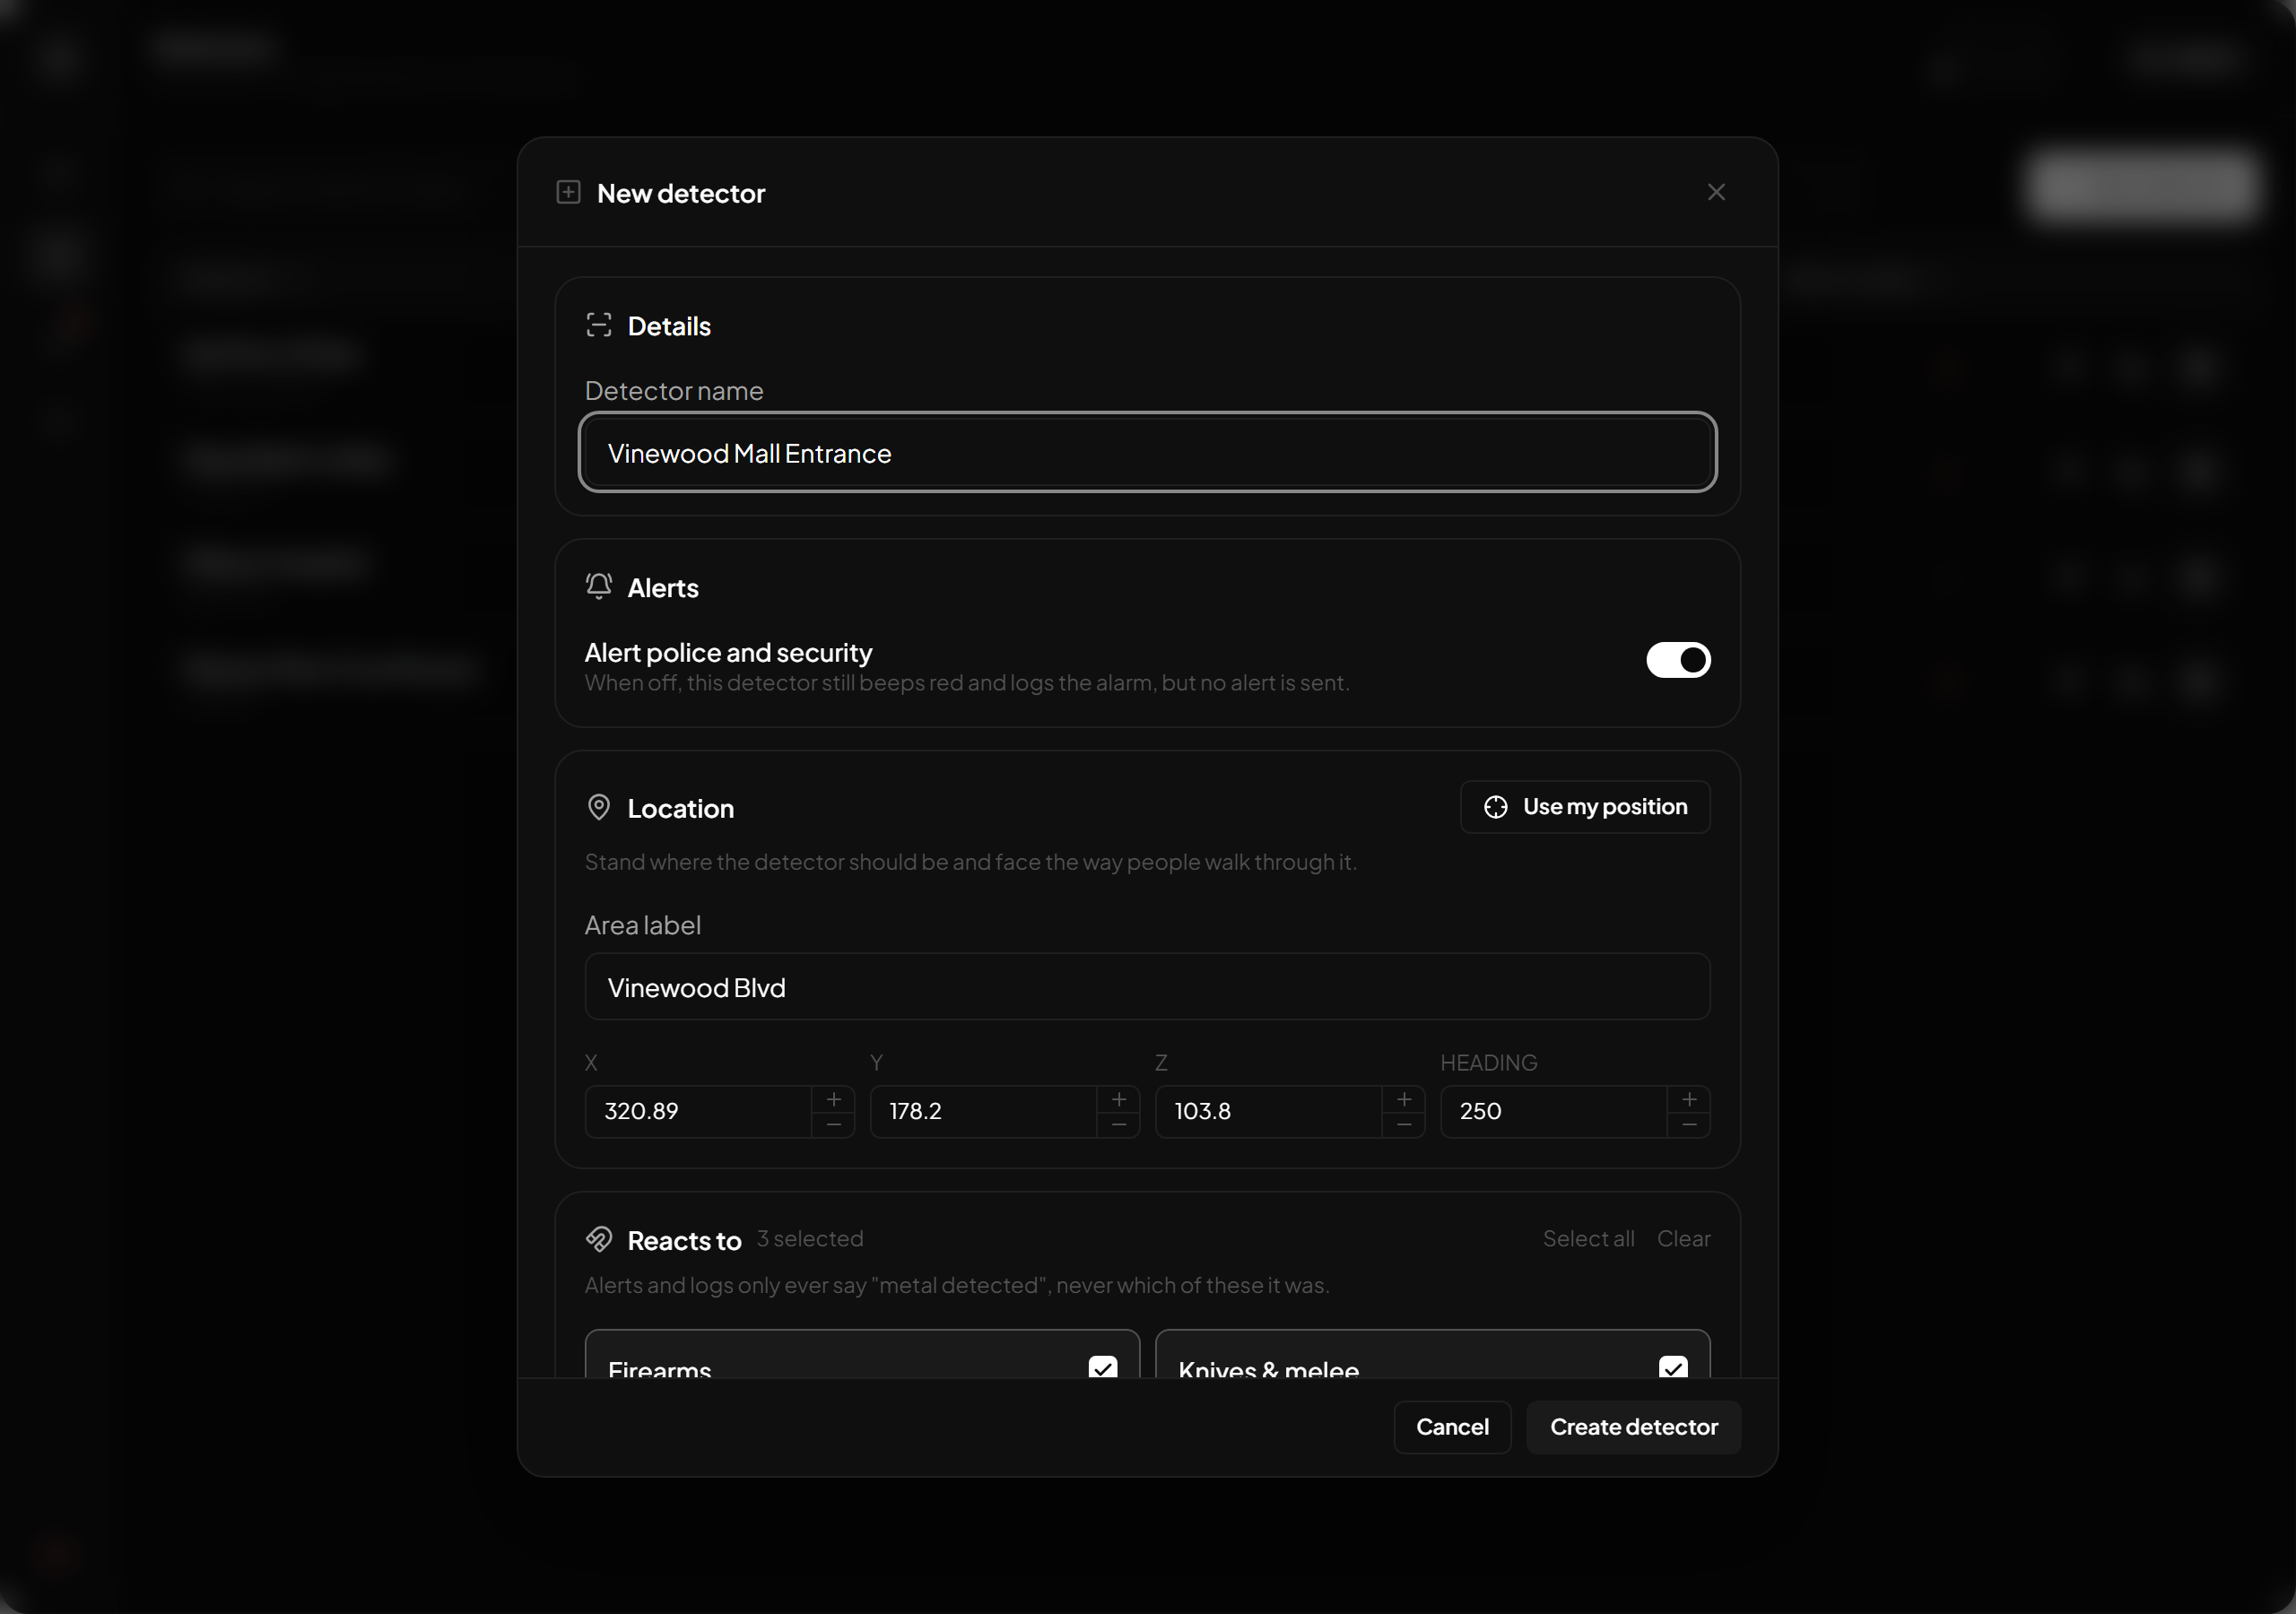 New detector
Details
Detector name
Vinewood Mall Entrance
Alerts
Alert police and security
When off, this detector still beeps red and logs the alarm, but no alert is sent.
Location
Use my position
Stand where the detector should be and face the way people walk through it.
Area label
Vinewood Blvd
X Y Z HEADING
320.89 178.2 103.8 250
Reacts to 3 selected Select all Clear
Alerts and logs only ever say "metal detected", never which of these it was.
Firearms Knives & melee
Cancel Create detector